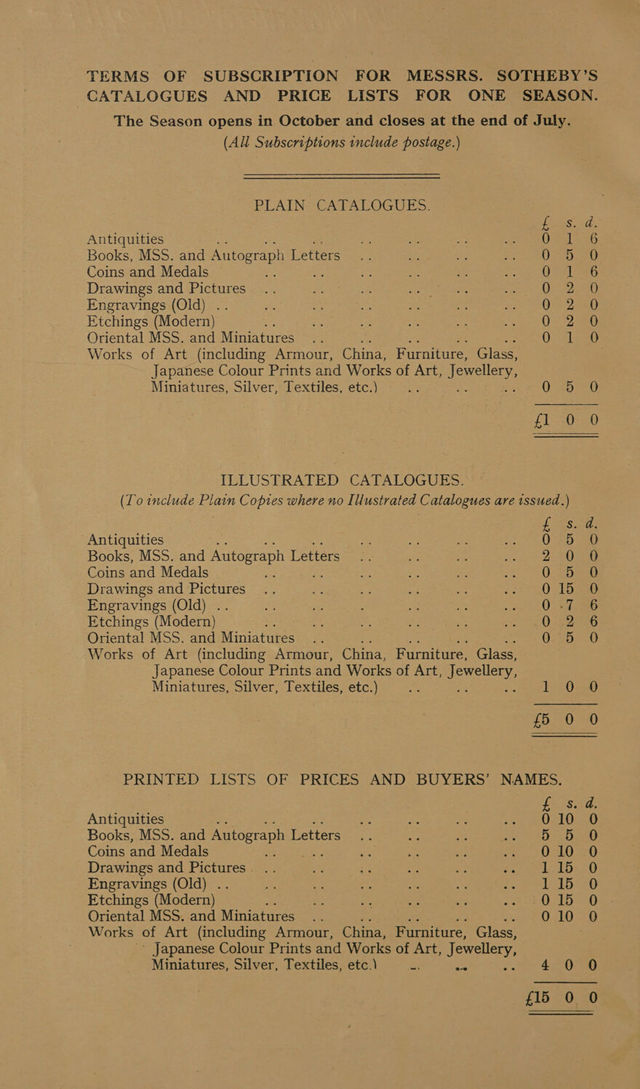 TERMS OF SUBSCRIPTION FOR MESSRS. SOTHEBY'S
CATALOGUES AND PRICE LISTS FOR ONE SEASON.
The Season opens in October and closes at the end of July.
(All Subscriptions include postage.)
PLAIN CATALOGUES.
£ s. d.
Antiquities .. .. .. .. .. .. .. 0 1 6
Books, MSS. and Autograph Letters .. .. .. .. 0 5 0
Coins and Medals .. .. .. .. .. .. 0 1 6
Drawings and Pictures .. .. .. .. .. .. 0 2 0
Engravings (Old) .. .. .. .. .. .. .. 0 2 0
Etchings (Modern) .. .. .. .. .. .. 0 2 0
Oriental MSS. and Miniatures .. .. .. .. .. 0 1 0
Works of Art (including Armour, China, Furniture, Glass,
Japanese Colour Prints and Works of Art, Jewellery,
Miniatures, Silver, Textiles, etc.) .. .. .. 0 5 0
£1 0 0
ILLUSTRATED CATALOGUES.
(To include Plain Copies where no Illustrated Catalogues are issued.)
£ s. d.
Antiquities .. .. .. .. .. .. .. 0 5 0
Books, MSS. and Autograph Letters .. .. .. .. 2 0 0
Coins and Medals .. .. .. .. .. .. 0 5 0
Drawings and Pictures .. .. .. .. .. .. 0 15 0
Engravings (Old) .. .. .. .. .. .. .. 0 7 6
Etchings (Modern) .. .. .. .. .. .. 0 2 6
Oriental MSS. and Miniatures .. .. .. .. .. 0 5 0
Works of Art (including Armour, China, Furniture, Glass,
Japanese Colour Prints and Works of Art, Jewellery,
Miniatures, Silver, Textiles, etc.) .. .. .. 1 0 0
£5 0 0
PRINTED LISTS OF PRICES AND BUYERS' NAMES.
£ s. d.
Antiquities .. .. .. .. .. .. .. 0 10 0
Books, MSS. and Autograph Letters .. .. .. .. 5 5 0
Coins and Medals .. .. .. .. .. .. 0 10 0
Drawings and Pictures .. .. .. .. .. .. 1 15 0
Engravings (Old) .. .. .. .. .. .. .. 1 15 0
Etchings (Modern) .. .. .. .. .. .. 0 15 0
Oriental MSS. and Miniatures .. .. .. .. .. 0 10 0
Works of Art (including Armour, China, Furniture, Glass,
Japanese Colour Prints and Works of Art, Jewellery,
Miniatures, Silver, Textiles, etc.) .. .. .. 4 0 0
£15 0 0